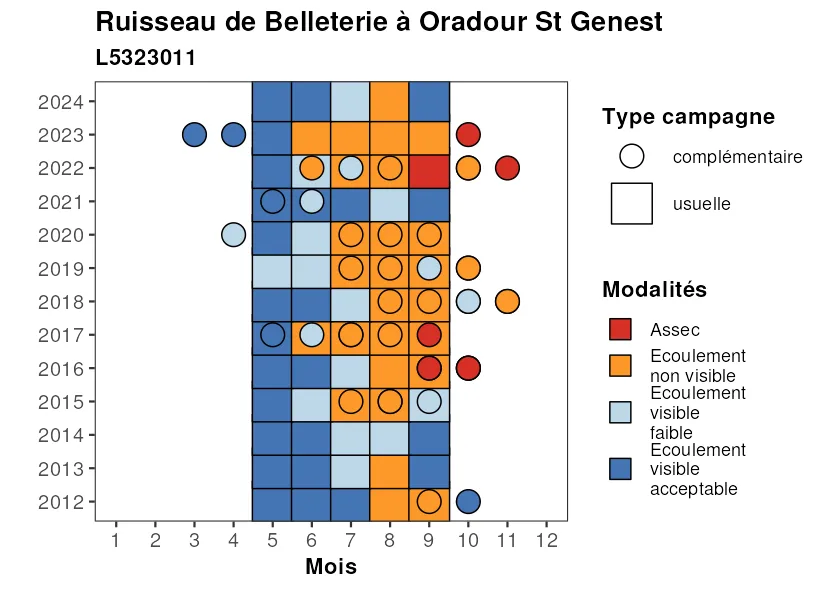 Ruisseau de Belleterie à Oradour St Genest
L5323011
2024
2023
2022
2021
2020
2019
2018
2017
2016
2015
2014
2013
2012
1 2 3 4 5 6 7 8 9 10 11 12
Mois
Type campagne
complémentaire
usuelle
Modalités
Assec
Ecoulement
non visible
Ecoulement
visible
faible
Ecoulement
visible
acceptable